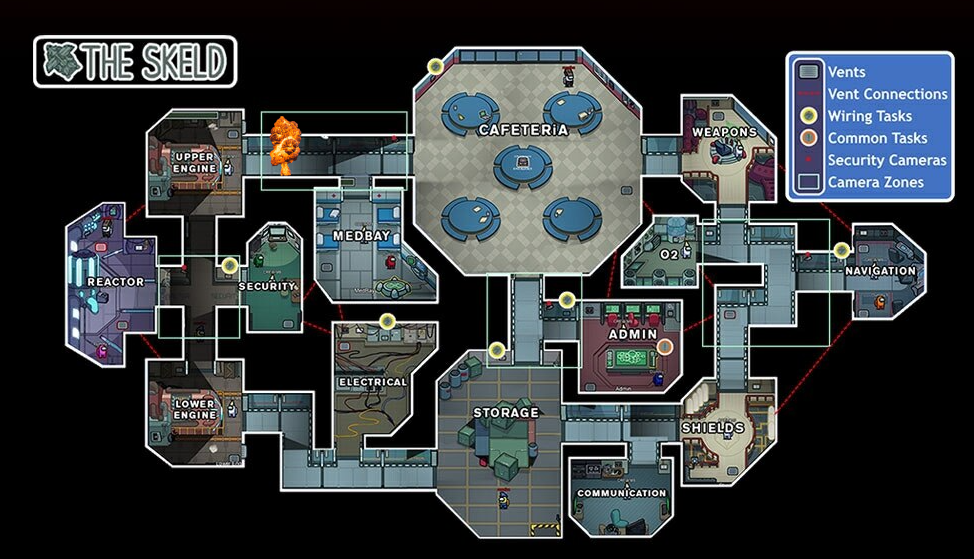 THE SKELD
Vents
Vent Connections
Wiring Tasks
Common Tasks
Security Cameras
Camera Zones
CAFETERiA
WEAPONS
UPPER
ENGINE
MEDBAY
O2
REACTOR
SECURITY
NAVIGATION
ADMIN
Admin
ELECTRICAL
LOWER
ENGINE
STORAGE
SHIELDS
COMMUNICATION